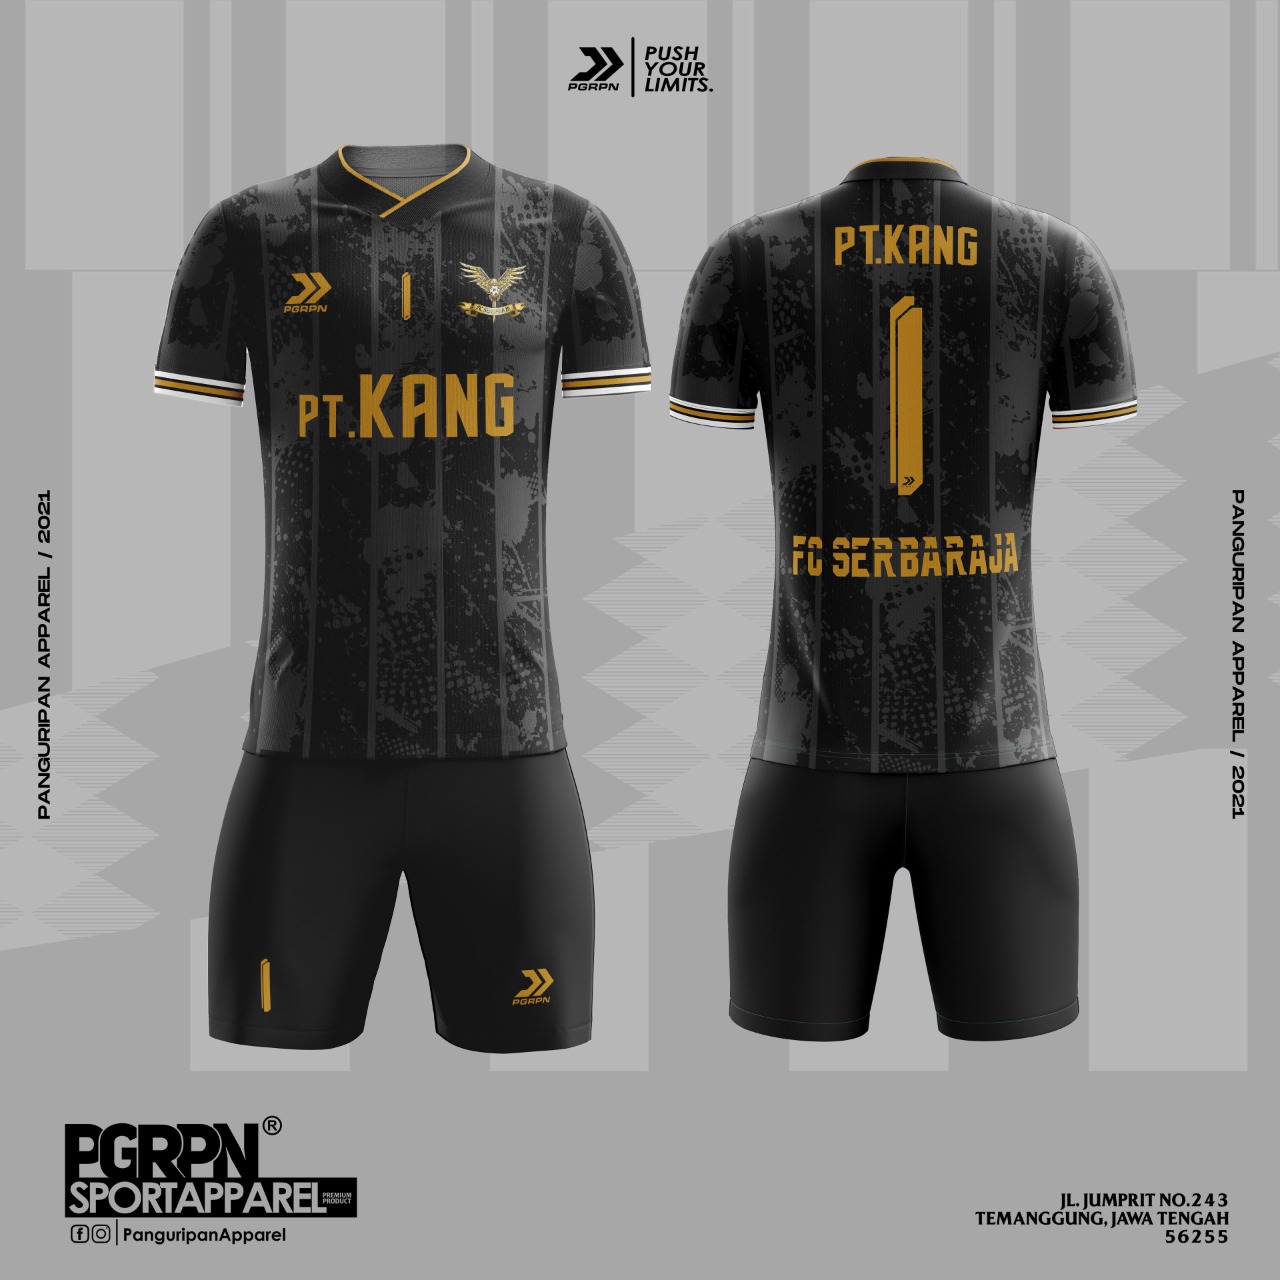 PGRPN
PUSH
YOUR
LIMITS.
PGRPN
1
PT.KANG
PT.KANG
1
FC SERBARAJA
1
PGRPN
PANGURIPAN APPAREL / 2021
PANGURIPAN APPAREL / 2021
PGRPN®
SPORTAPPAREL PREMIUM PRODUCT
PanguripanApparel
JL. JUMPRIT NO.243
TEMANGGUNG, JAWA TENGAH
56255